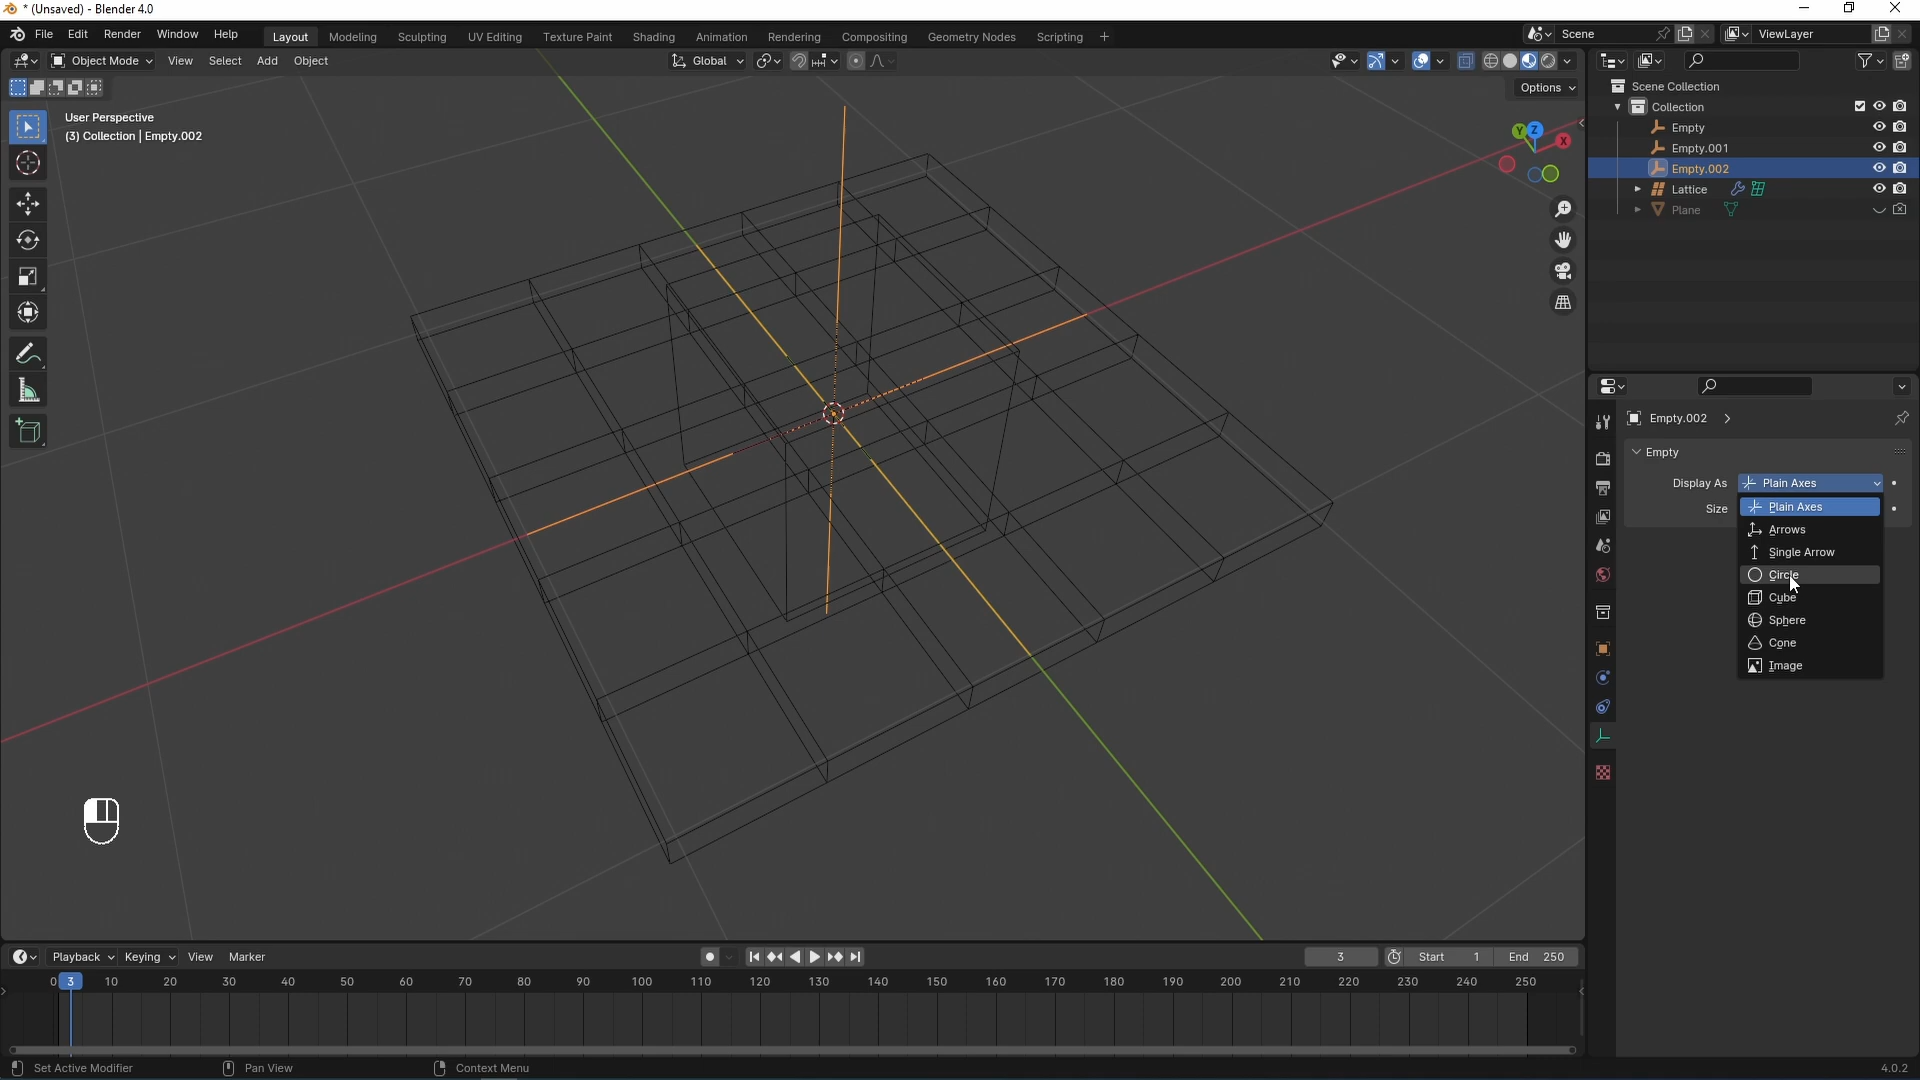 * (Unsaved) - Blender 4.0
File Edit Render Window Help Layout Modeling Sculpting UV Editing Texture Paint Shading Animation Rendering Compositing Geometry Nodes Scripting + Scene ViewLayer
Object Mode View Select Add Object Global
Options
User Perspective
(3) Collection | Empty.002
Y Z X
Scene Collection
Collection
Empty
Empty.001
Empty.002
Lattice
Plane
Empty.002
Empty
Display As Plain Axes
Size
Plain Axes
Arrows
Single Arrow
Circle
Cube
Sphere
Cone
Image
Playback Keying View Marker 3 Start 1 End 250
0 3 10 20 30 40 50 60 70 80 90 100 110 120 130 140 150 160 170 180 190 200 210 220 230 240 250
Set Active Modifier Pan View Context Menu 4.0.2